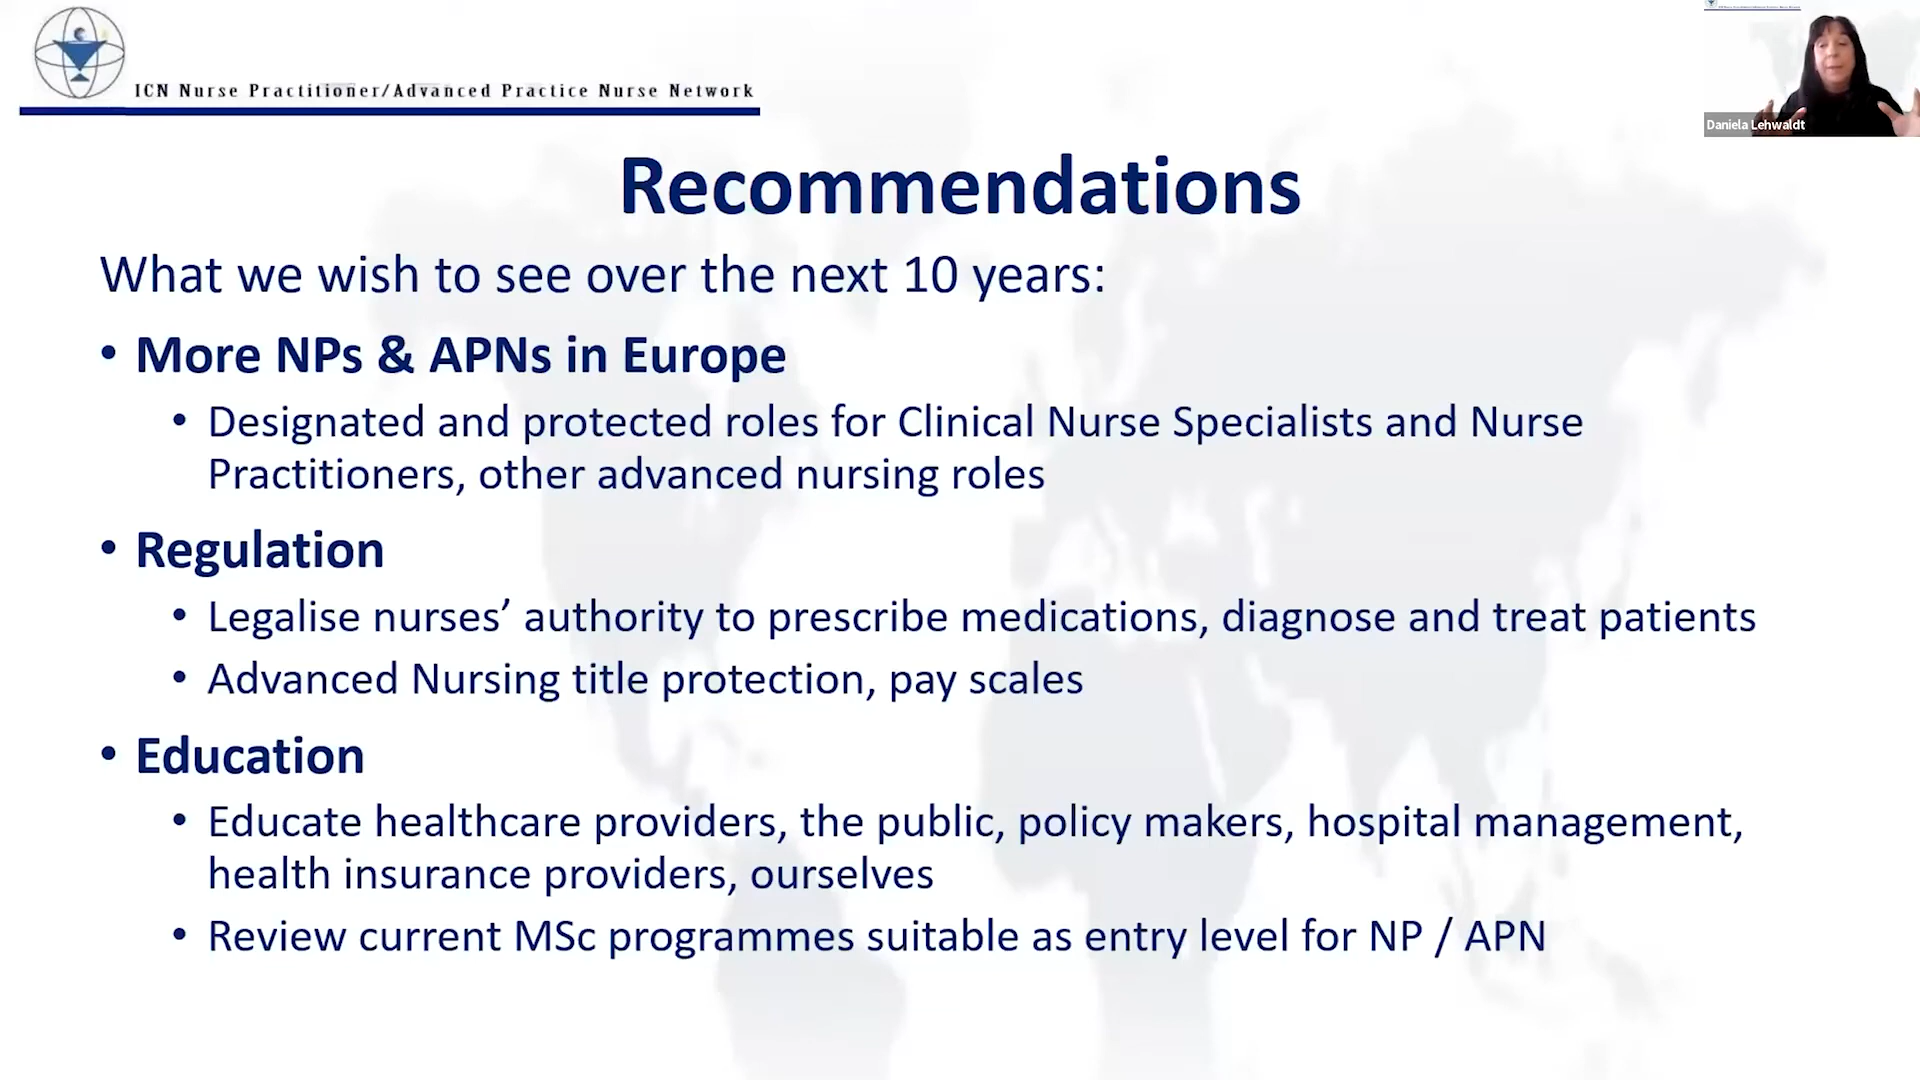 ICN Nurse Practitioner/Advanced Practice Nurse Network
Daniela Lehwaldt
Recommendations
What we wish to see over the next 10 years:
• More NPs & APNs in Europe
• Designated and protected roles for Clinical Nurse Specialists and Nurse
Practitioners, other advanced nursing roles
• Regulation
• Legalise nurses’ authority to prescribe medications, diagnose and treat patients
• Advanced Nursing title protection, pay scales
• Education
• Educate healthcare providers, the public, policy makers, hospital management,
health insurance providers, ourselves
• Review current MSc programmes suitable as entry level for NP / APN